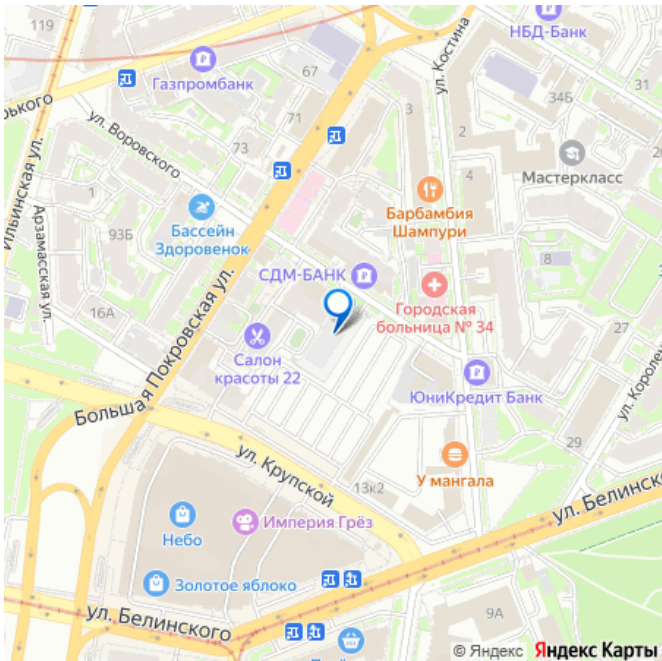 119
НБД-Банк
ул. Костина
67
Газпромбанк
34Б
31
рького
71
3
2
ул. Воровского
73
4
Мастеркласс
Ильинская ул.
1
Барбамбия
Шампури
Арзамасская ул.
93Б
Бассейн
Здоровенок
8
СДМ-БАНК
Городская
больница № 34
16А
27
Салон
красоты 22
Большая Покровская ул.
ЮниКредит Банк
ул. Королен
29
ул. Крупской
У мангала
13к2
ул. Белинско
Небо
Империя Грёз
Золотое яблоко
ул. Белинского
9А
© Яндекс Яндекс Карты